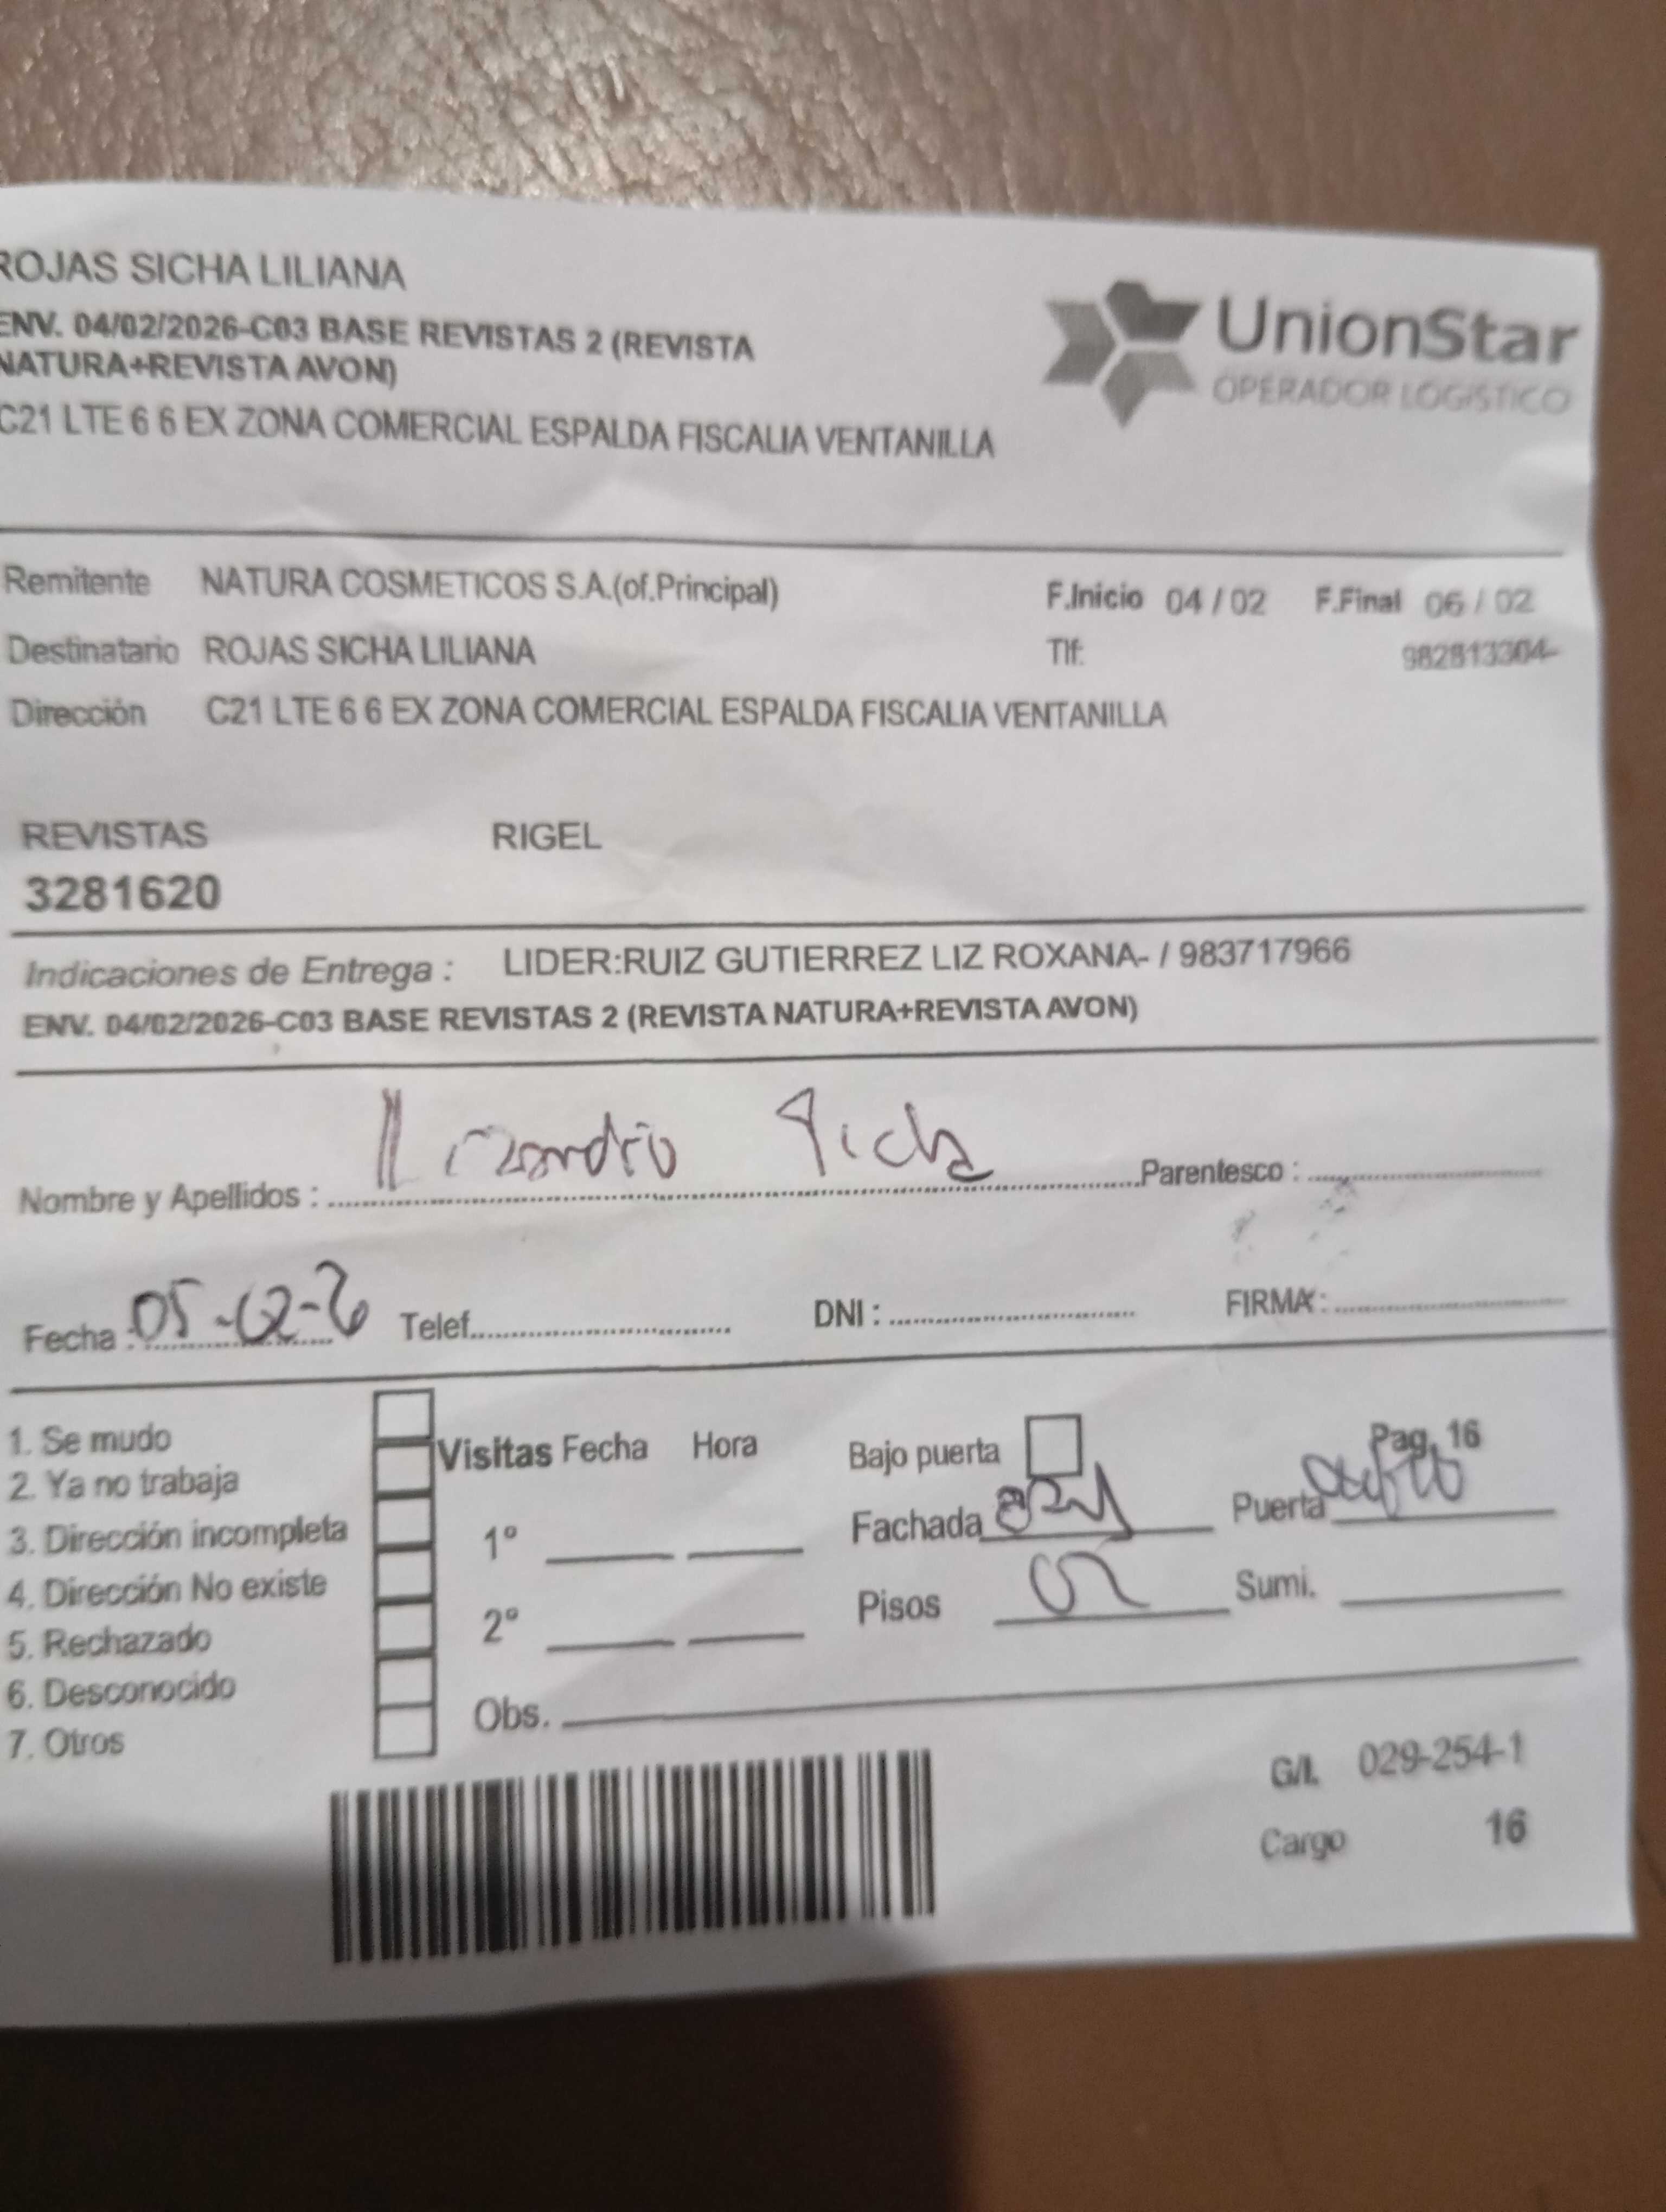 ROJAS SICHA LILIANA
ENV. 04/02/2026-C03 BASE REVISTAS 2 (REVISTA
NATURA+REVISTA AVON)
C21 LTE 6 6 EX ZONA COMERCIAL ESPALDA FISCALIA VENTANILLA
UnionStar
OPERADOR LOGISTICO
Remitente NATURA COSMETICOS S.A.(of.Principal) F.Inicio 04 / 02 F.Final 06 / 02
Destinatario ROJAS SICHA LILIANA Tlf: 982813304-
Dirección C21 LTE 6 6 EX ZONA COMERCIAL ESPALDA FISCALIA VENTANILLA
REVISTAS RIGEL
3281620
Indicaciones de Entrega : LIDER:RUIZ GUTIERREZ LIZ ROXANA- / 983717966
ENV. 04/02/2026-C03 BASE REVISTAS 2 (REVISTA NATURA+REVISTA AVON)
Nombre y Apellidos : Sicha Parentesco :
Fecha : 05-02-26 Telef. DNI : FIRMA :
1. Se mudo
2. Ya no trabaja
3. Dirección incompleta
4. Dirección No existe
5. Rechazado
6. Desconocido
7. Otros
Visitas Fecha Hora
1º
2º
Obs.
Bajo puerta
Pag. 16
Fachada Puerta
Pisos Sumi.
G/I. 029-254-1
Cargo 16